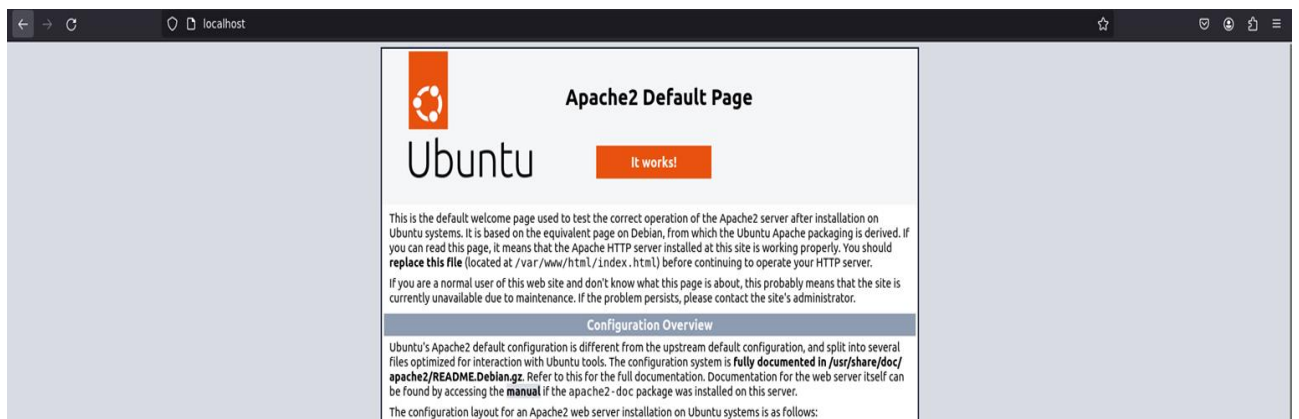 localhost
Apache2 Default Page
Ubuntu
It works!
This is the default welcome page used to test the correct operation of the Apache2 server after installation on
Ubuntu systems. It is based on the equivalent page on Debian, from which the Ubuntu Apache packaging is derived. If
you can read this page, it means that the Apache HTTP server installed at this site is working properly. You should
replace this file (located at /var/www/html/index.html) before continuing to operate your HTTP server.
If you are a normal user of this web site and don't know what this page is about, this probably means that the site is
currently unavailable due to maintenance. If the problem persists, please contact the site's administrator.
Configuration Overview
Ubuntu's Apache2 default configuration is different from the upstream default configuration, and split into several
files optimized for interaction with Ubuntu tools. The configuration system is fully documented in /usr/share/doc/
apache2/README.Debian.gz. Refer to this for the full documentation. Documentation for the web server itself can
be found by accessing the manual if the apache2-doc package was installed on this server.
The configuration layout for an Apache2 web server installation on Ubuntu systems is as follows: